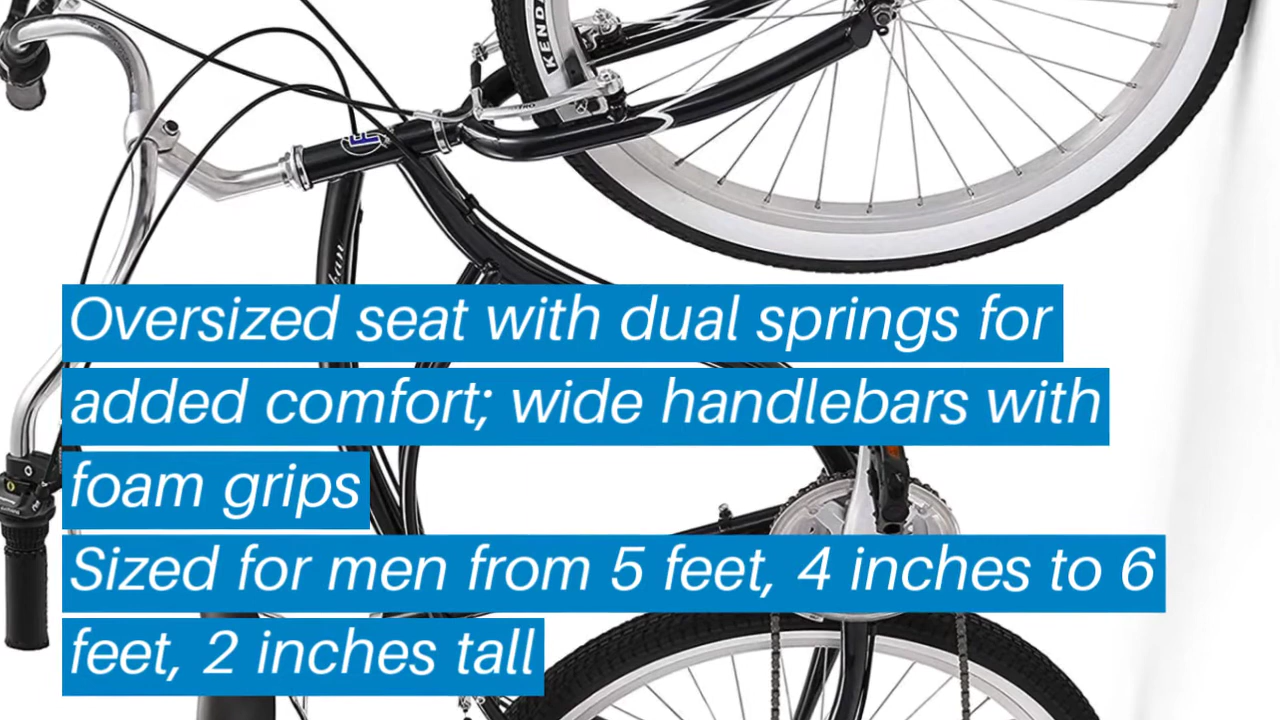 KENDA
Oversized seat with dual springs for
added comfort; wide handlebars with
foam grips
Sized for men from 5 feet, 4 inches to 6
feet, 2 inches tall